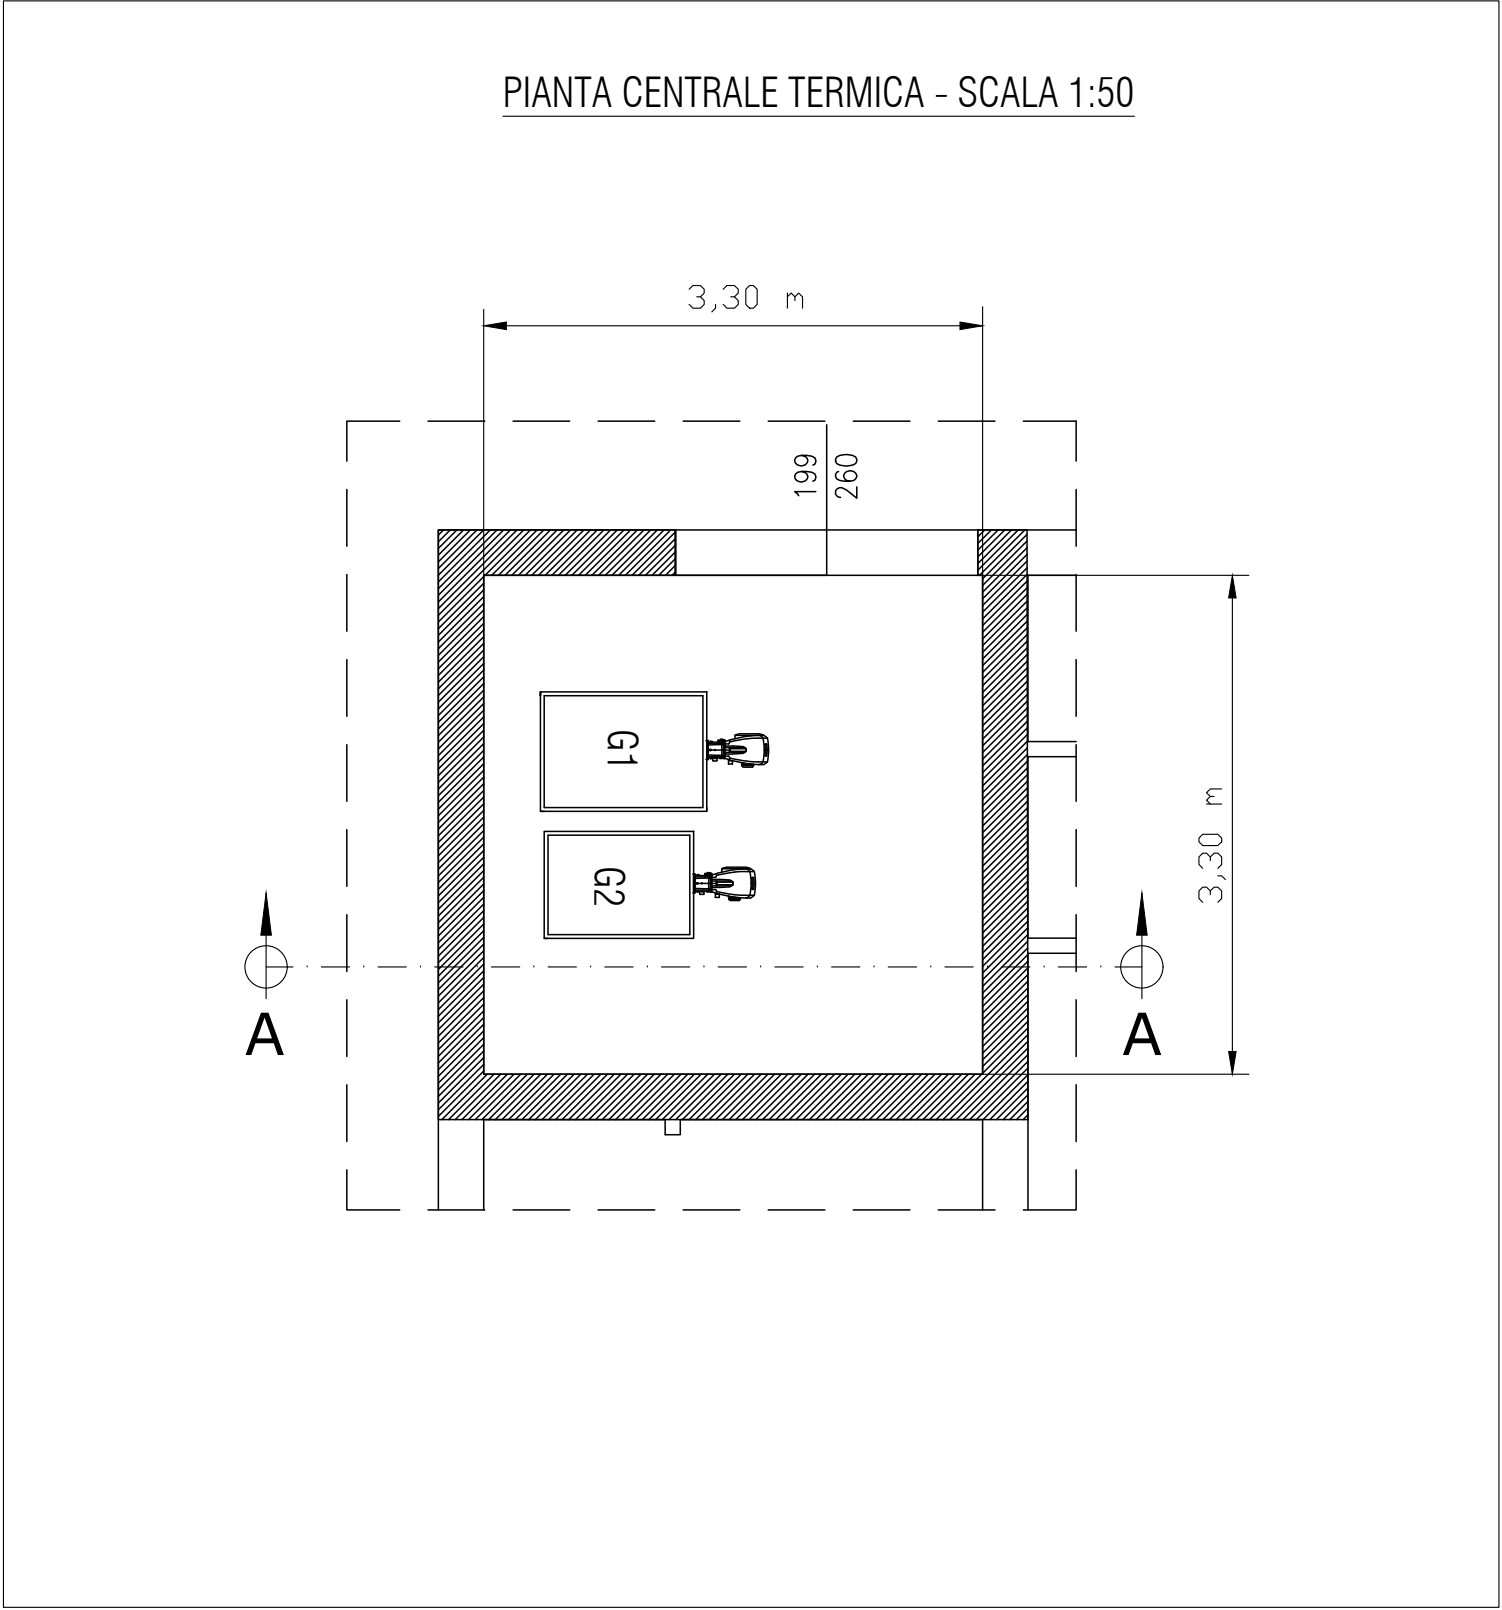 PIANTA CENTRALE TERMICA - SCALA 1:50
3,30 m
199
260
G1
3,30 m
G2
A
A